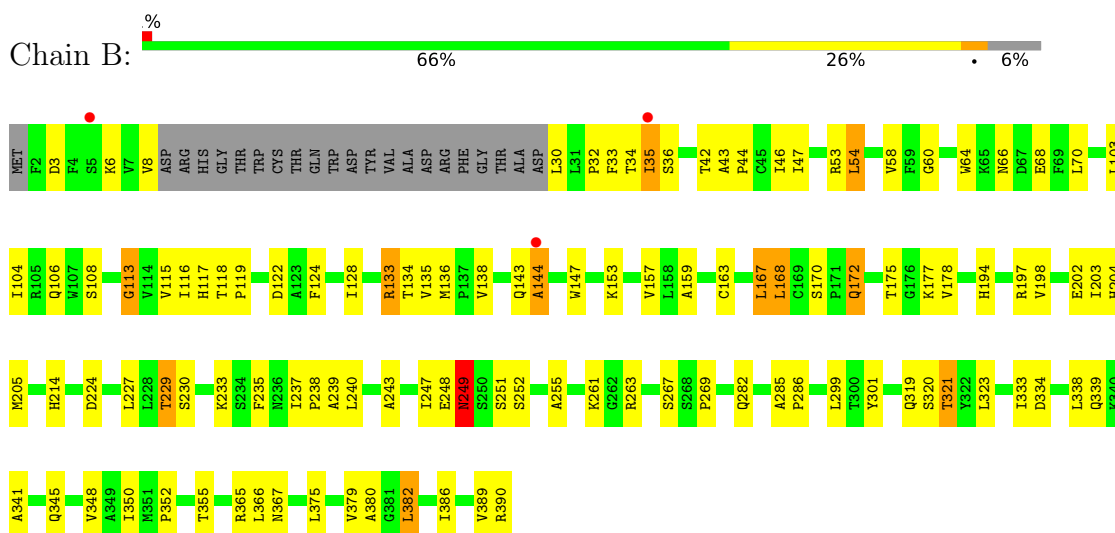 .%
Chain B:
66% 26% • 6%
MET F2 D3 F4 S5 K6 V7 V8 ASP ARG HIS GLY THR TRP CYS THR GLN TRP ASP TYR VAL ALA ASP ARG PHE GLY THR ALA ASP L30 L31 P32 F33 T34 I35 S36 T42 A43 P44 C45 I46 I47 R53 L54 V58 F59 G60 W64 K65 N66 D67 E68 F69 L70 L103
I104 R105 Q106 W107 S108 G113 V114 V115 I116 H117 T118 P119 D122 A123 F124 I128 R133 T134 V135 M136 P137 V138 Q143 A144 W147 K153 V157 L158 A159 C163 L167 L168 C169 S170 P171 Q172 T175 G176 K177 V178 H194 R197 V198 E202 I203 H204
M205 H214 D224 L227 L228 T229 S230 K233 S234 F235 N236 I237 P238 A239 L240 A243 I247 E248 N249 S250 S251 S252 A255 K261 G262 R263 S267 S268 P269 Q282 A285 P286 L299 T300 Y301 Q319 S320 T321 Y322 L323 I333 D334 L338 Q339 K340
A341 Q345 V348 A349 I350 M351 P352 T355 R365 L366 N367 L375 V379 A380 G381 L382 I386 V389 R390